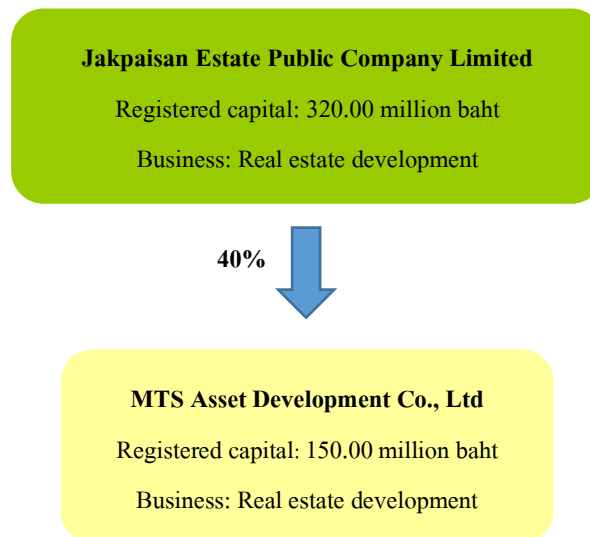 Jakpaisan Estate Public Company Limited
Registered capital: 320.00 million baht
Business: Real estate development
40%
MTS Asset Development Co., Ltd
Registered capital: 150.00 million baht
Business: Real estate development